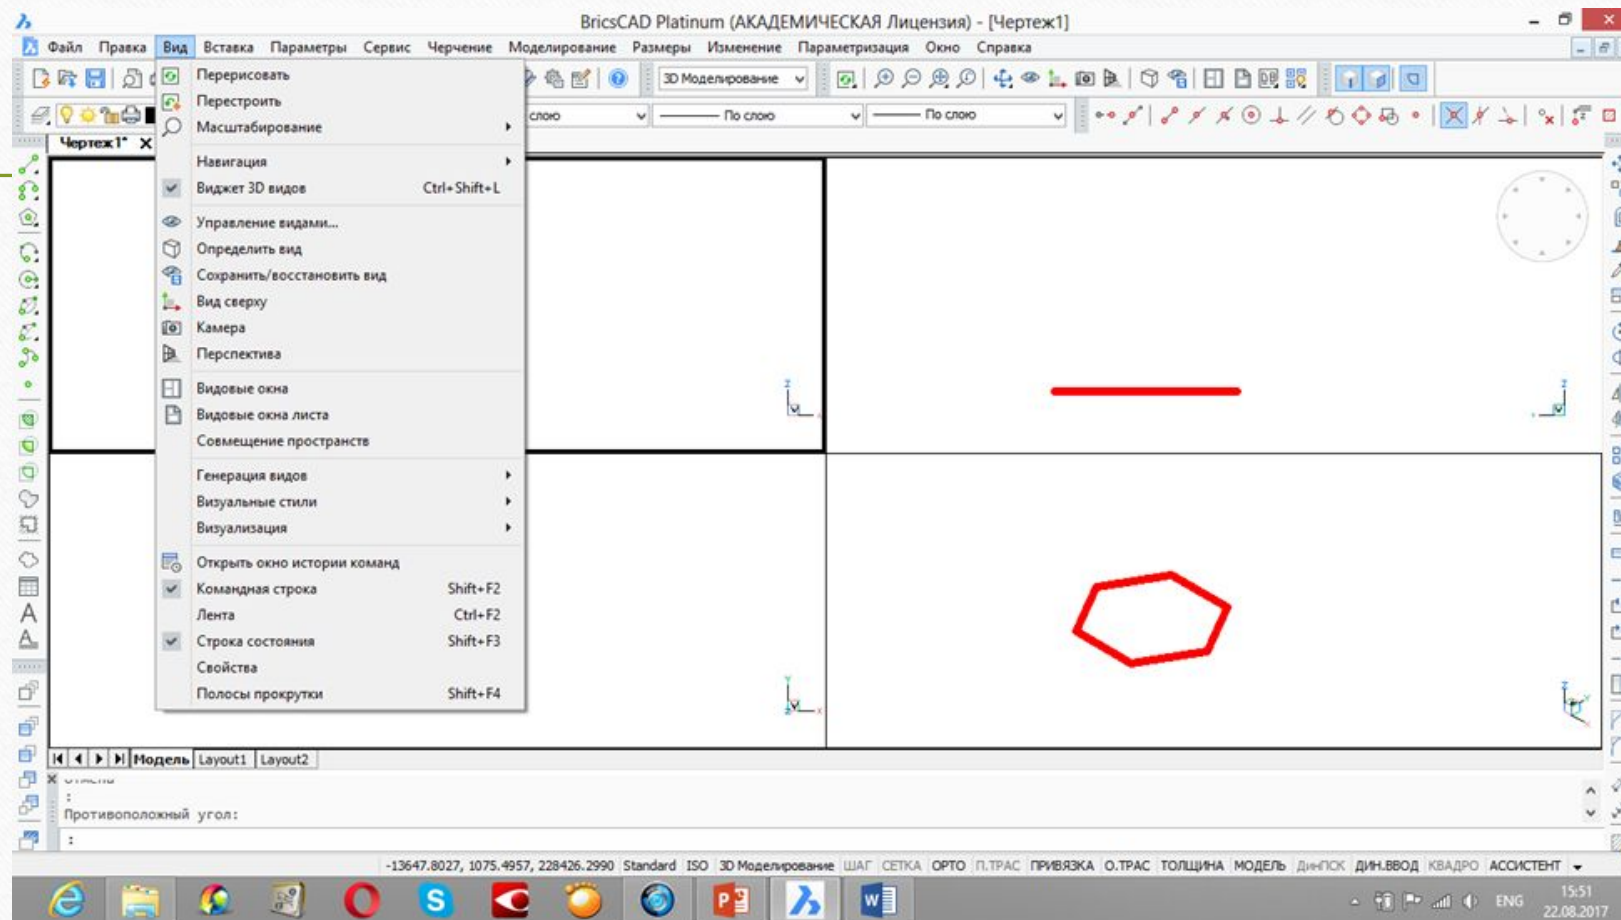 BricsCAD Platinum (АКАДЕМИЧЕСКАЯ Лицензия) - [Чертеж1]
Файл Правка Вид Вставка Параметры Сервис Черчение Моделирование Размеры Изменение Параметризация Окно Справка
3D Моделирование
слою По слою По слою
Чертеж1*
Перерисовать
Перестроить
Масштабирование
Навигация
Виджет 3D видов Ctrl+Shift+L
Управление видами...
Определить вид
Сохранить/восстановить вид
Вид сверху
Камера
Перспектива
Видовые окна
Видовые окна листа
Совмещение пространств
Генерация видов
Визуальные стили
Визуализация
Открыть окно истории команд
Командная строка Shift+F2
Лента Ctrl+F2
Строка состояния Shift+F3
Свойства
Полосы прокрутки Shift+F4
Модель Layout1 Layout2
:
Противоположный угол:
:
-13647.8027, 1075.4957, 228426.2990 Standard ISO 3D Моделирование ШАГ СЕТКА ОРТО П.ТРАС ПРИВЯЗКА О.ТРАС ТОЛЩИНА МОДЕЛЬ ДинПСК ДИН.ВВОД КВАДРО АССИСТЕНТ
ENG 15:51
22.08.2017